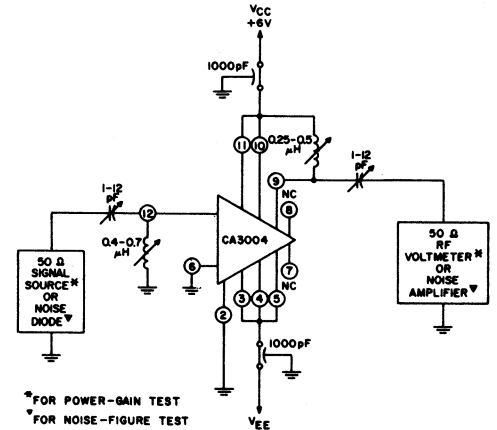 VCC
+6V
1000pF
11
10
0.25-0.5
μH
1-12
pF
9
NC
8
1-12
pF
12
CA3004
0.4-0.7
μH
6
7
NC
50 Ω
SIGNAL
SOURCE*
OR
NOISE
DIODE▼
50 Ω
RF
VOLTMETER*
OR
NOISE
AMPLIFIER▼
3
4
5
2
1000pF
*FOR POWER-GAIN TEST
▼FOR NOISE-FIGURE TEST
VEE